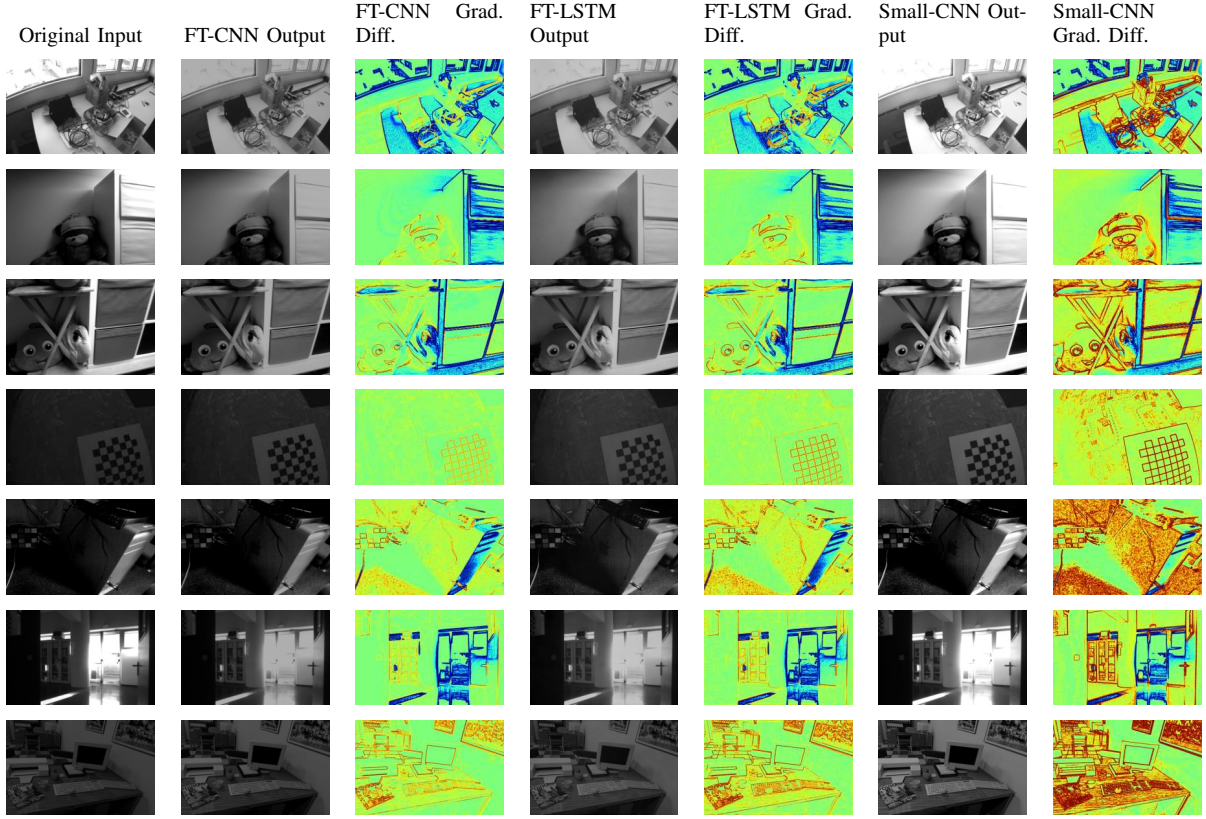 Original Input
FT-CNN Output
FT-CNN Grad.
Diff.
FT-LSTM
Output
FT-LSTM Grad.
Diff.
Small-CNN Out-
put
Small-CNN
Grad. Diff.